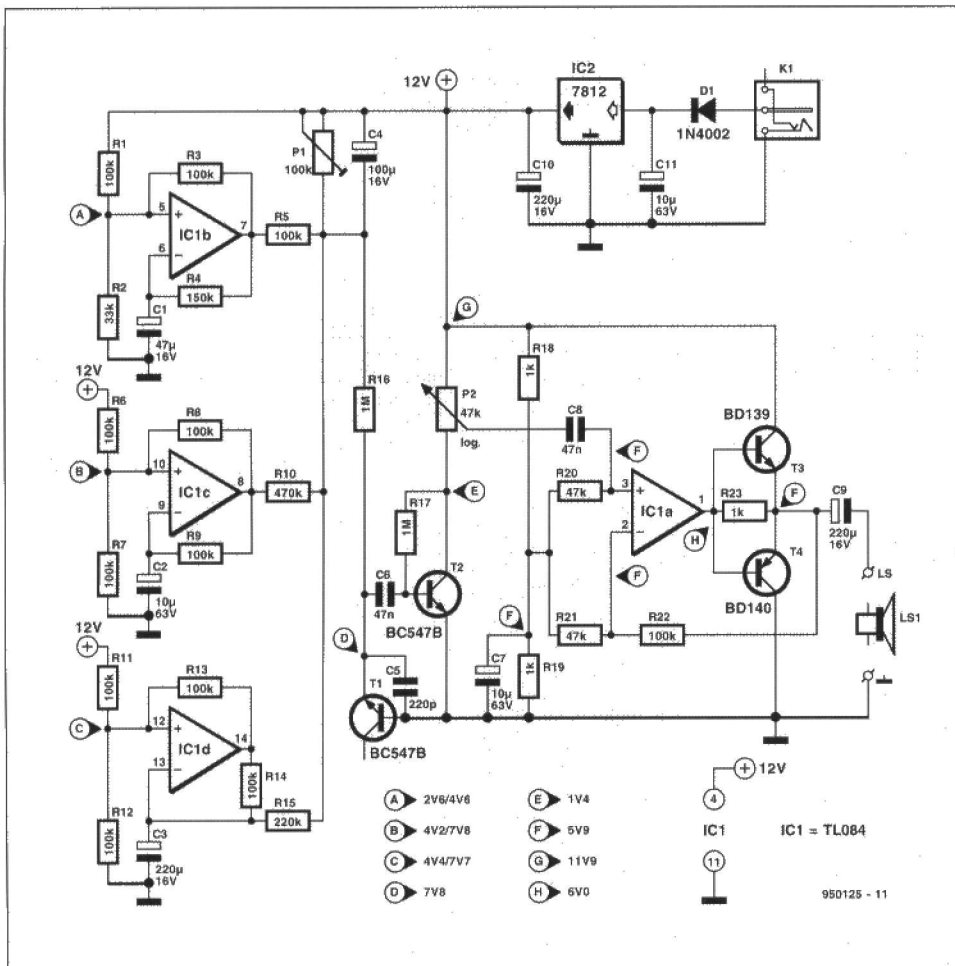 12V
IC2
7812
D1
1N4002
K1
R1
100k
R3
100k
P1
100k
C4
100µ
16V
C10
220µ
16V
C11
10µ
63V
A
5
+
IC1b
7
6
−
R5
100k
R4
150k
R2
33k
C1
47µ
16V
G
12V
R6
100k
R16
1M
R18
1k
P2
47k
log.
C8
47n
BD139
R8
100k
F
T3
B
10
+
IC1c
8
9
−
R10
470k
E
R20
47k
3
+
IC1a
1
2
−
R23
1k
F
C9
220µ
16V
H
R17
1M
R9
100k
R7
100k
C2
10µ
63V
T2
C6
47n
BC547B
F
T4
BD140
LS
LS1
12V
R11
100k
D
F
R21
47k
R22
100k
R13
100k
C5
220p
C7
10µ
63V
R19
1k
T1
BC547B
C
12
+
IC1d
14
13
−
R14
100k
R15
220k
R12
100k
C3
220µ
16V
A 2V6/4V6
B 4V2/7V8
C 4V4/7V7
D 7V8
E 1V4
F 5V9
G 11V9
H 6V0
12V
4
IC1
11
IC1 = TL084
950125 - 11